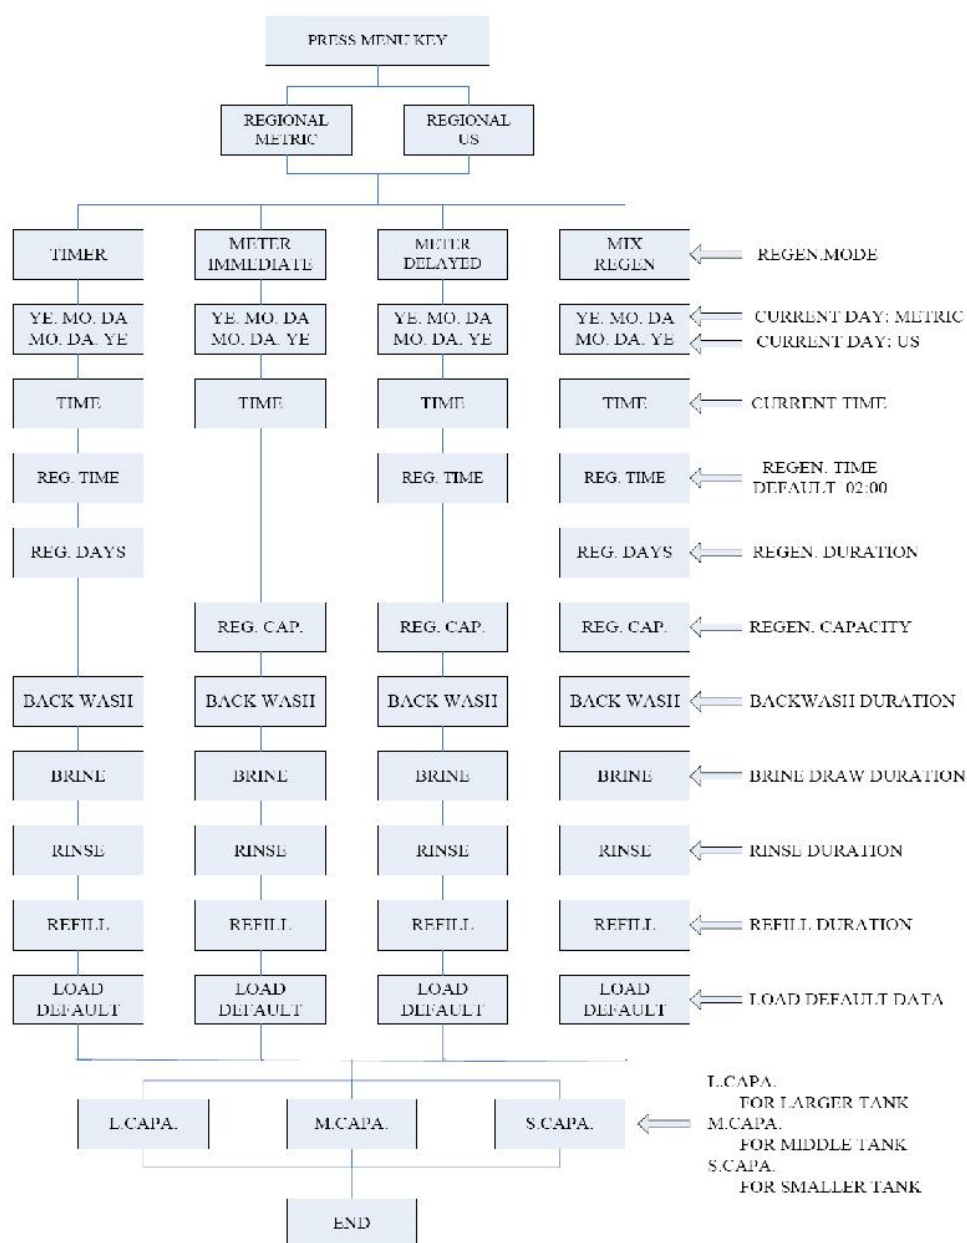 PRESS MENU KEY
REGIONAL
METRIC
REGIONAL
US
TIMER
METER
IMMEDIATE
METER
DELAYED
MIX
REGEN
REGEN.MODE
YE. MO. DA
MO. DA. YE
YE. MO. DA
MO. DA. YE
YE. MO. DA
MO. DA. YE
YE. MO. DA
MO. DA. YE
CURRENT DAY: METRIC
CURRENT DAY: US
TIME
TIME
TIME
TIME
CURRENT TIME
REG. TIME
REG. TIME
REG. TIME
REGEN. TIME
DEFAULT 02:00
REG. DAYS
REG. DAYS
REGEN. DURATION
REG. CAP.
REG. CAP.
REG. CAP.
REGEN. CAPACITY
BACK WASH
BACK WASH
BACK WASH
BACK WASH
BACKWASH DURATION
BRINE
BRINE
BRINE
BRINE
BRINE DRAW DURATION
RINSE
RINSE
RINSE
RINSE
RINSE DURATION
REFILL
REFILL
REFILL
REFILL
REFILL DURATION
LOAD
DEFAULT
LOAD
DEFAULT
LOAD
DEFAULT
LOAD
DEFAULT
LOAD DEFAULT DATA
L.CAPA.
M.CAPA.
S.CAPA.
L.CAPA.
FOR LARGER TANK
M.CAPA.
FOR MIDDLE TANK
S.CAPA.
FOR SMALLER TANK
END